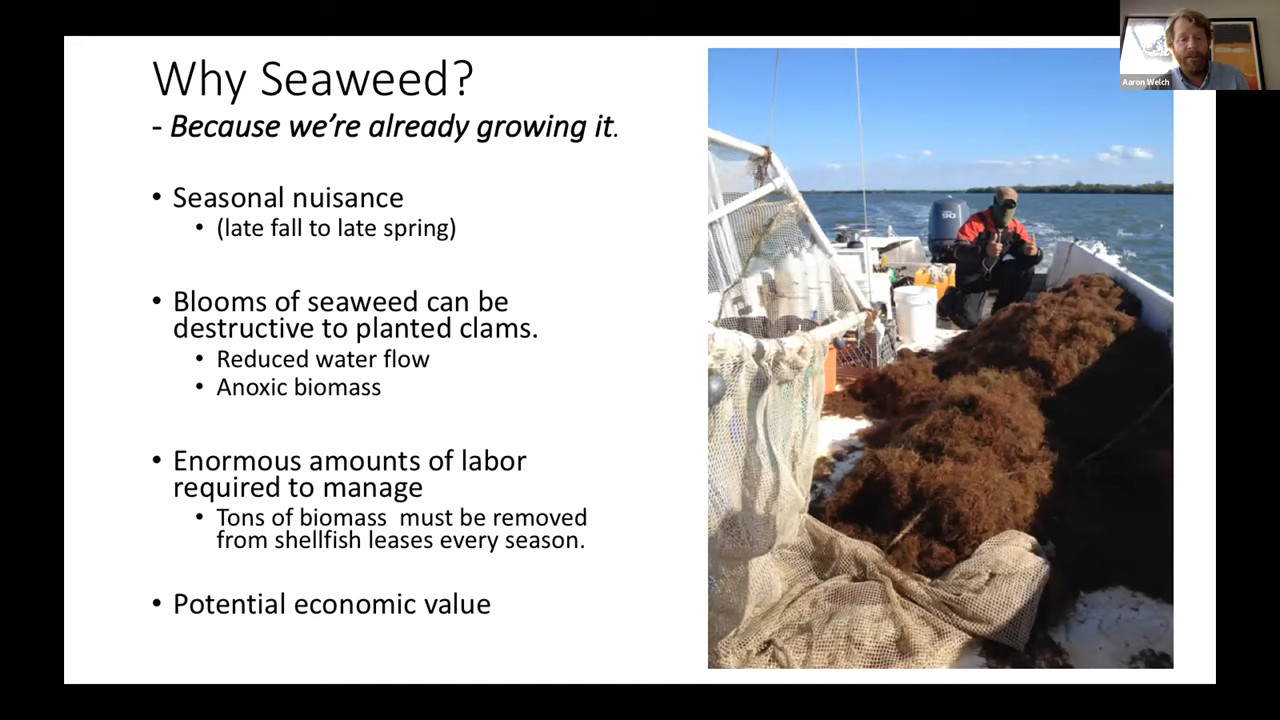 Why Seaweed?
- Because we're already growing it.
• Seasonal nuisance
• (late fall to late spring)
• Blooms of seaweed can be
destructive to planted clams.
• Reduced water flow
• Anoxic biomass
• Enormous amounts of labor
required to manage
• Tons of biomass must be removed
from shellfish leases every season.
• Potential economic value
Aaron Welch
90